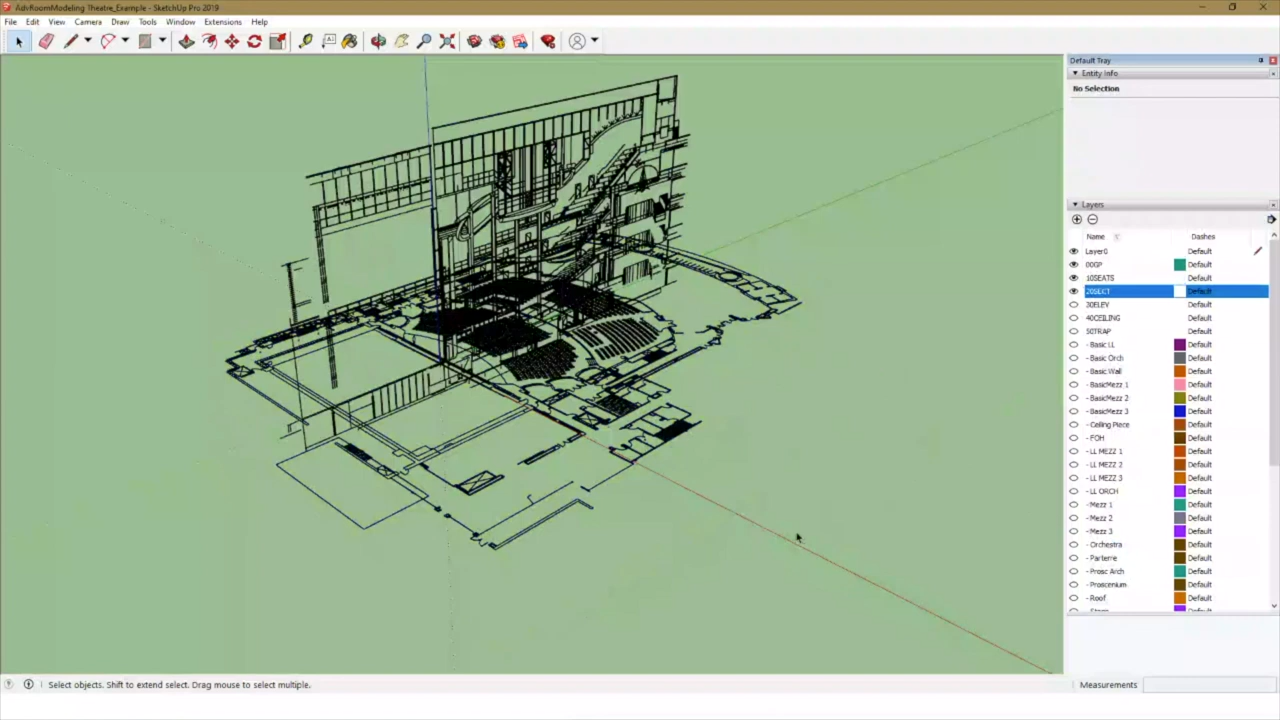 AdvRoomModeling Theatre_Example - SketchUp Pro 2019
File Edit View Camera Draw Tools Window Extensions Help
Default Tray
Entity Info
No Selection
Layers
Name Dashes
Layer0 Default
00GP Default
10SEATS Default
20SECT Default
30ELEV Default
40CEILING Default
50TRAP Default
- Basic LL Default
- Basic Orch Default
- Basic Wall Default
- BasicMezz 1 Default
- BasicMezz 2 Default
- BasicMezz 3 Default
- Ceiling Piece Default
- FOH Default
- LL MEZZ 1 Default
- LL MEZZ 2 Default
- LL MEZZ 3 Default
- LL ORCH Default
- Mezz 1 Default
- Mezz 2 Default
- Mezz 3 Default
- Orchestra Default
- Parterre Default
- Prosc Arch Default
- Proscenium Default
- Roof Default
Select objects. Shift to extend select. Drag mouse to select multiple.
Measurements